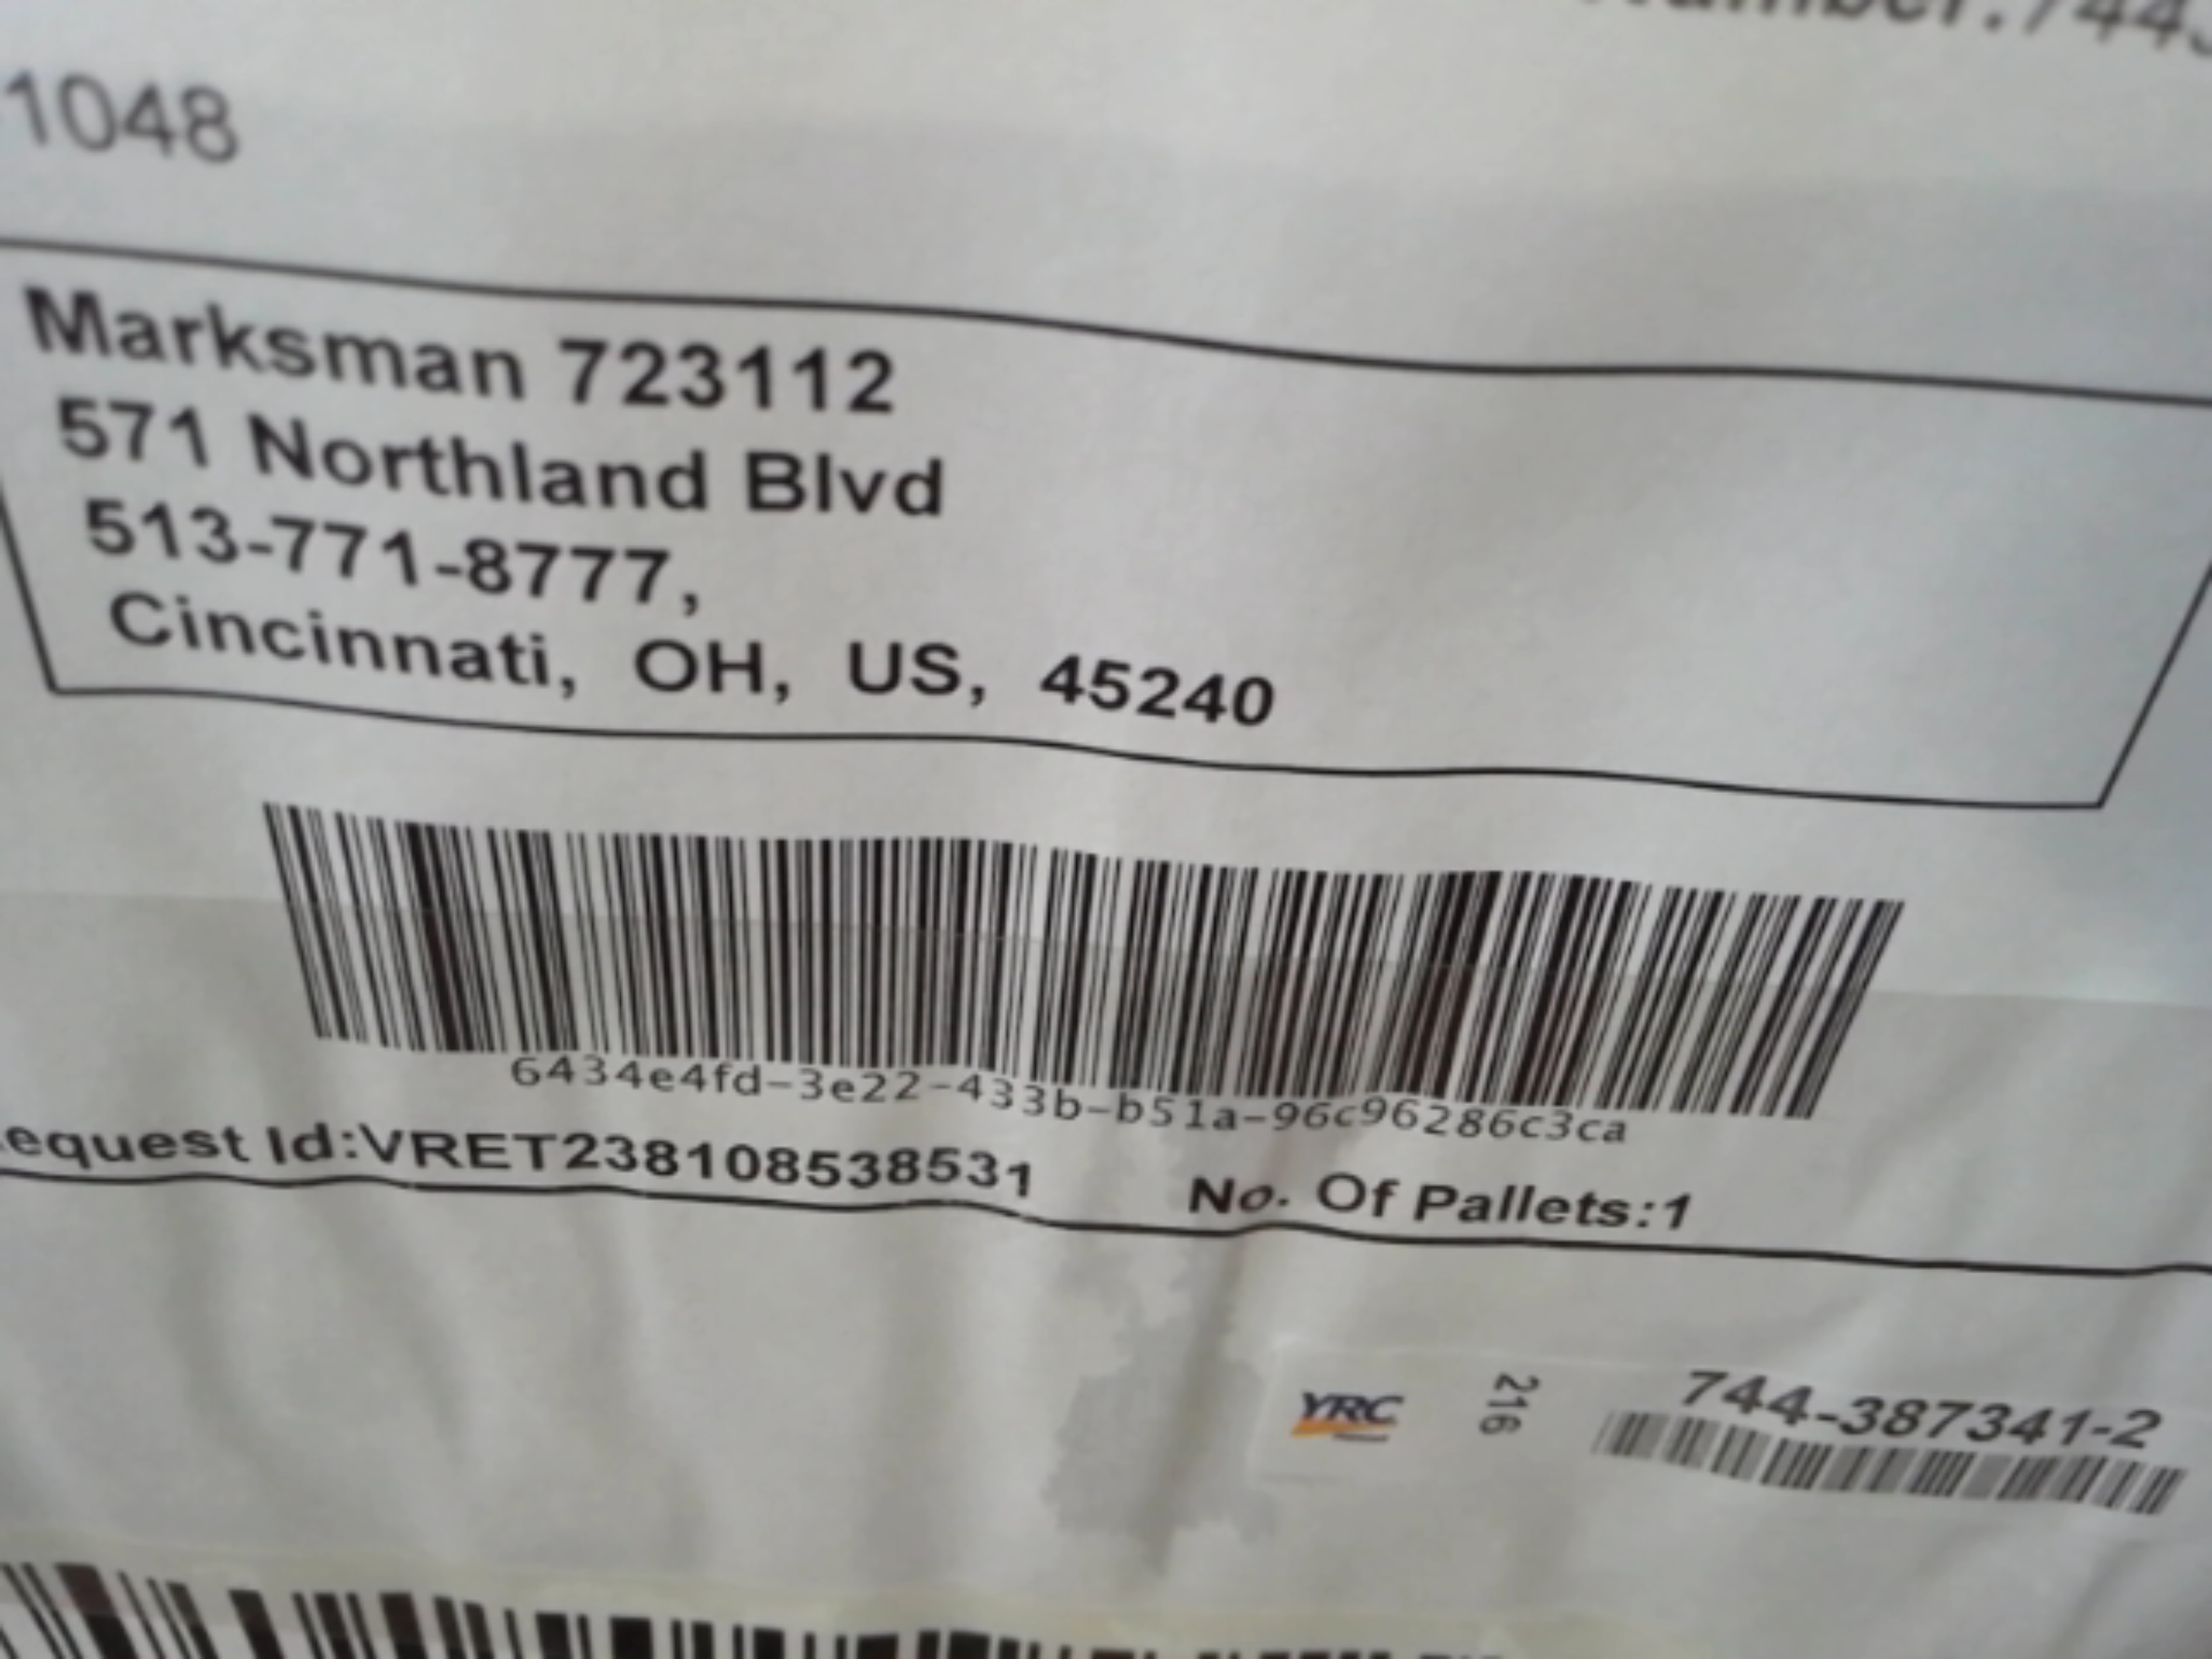 1048
Marksman 723112
571 Northland Blvd
513-771-8777,
Cincinnati, OH, US, 45240
6434e4fd-3e22-433b-b51a-96c96286c3ca
equest Id:VRET238108538531 No. Of Pallets:1
YRC 216 744-387341-2